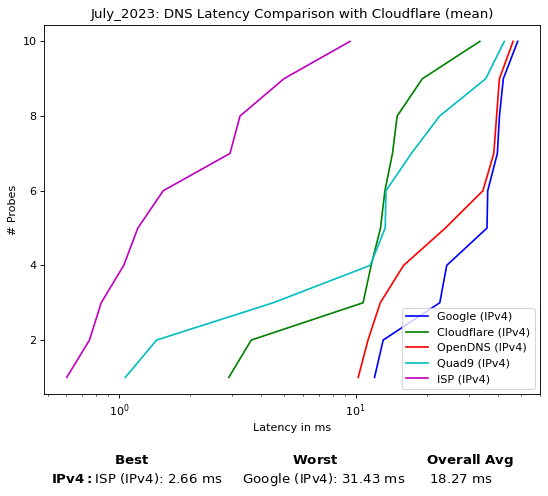 July_2023: DNS Latency Comparison with Cloudflare (mean)
10
8
6
4
2
# Probes
Google (IPv4)
Cloudflare (IPv4)
OpenDNS (IPv4)
Quad9 (IPv4)
ISP (IPv4)
10⁰ 10¹
Latency in ms
Best Worst Overall Avg
IPv4: ISP (IPv4): 2.66 ms Google (IPv4): 31.43 ms 18.27 ms